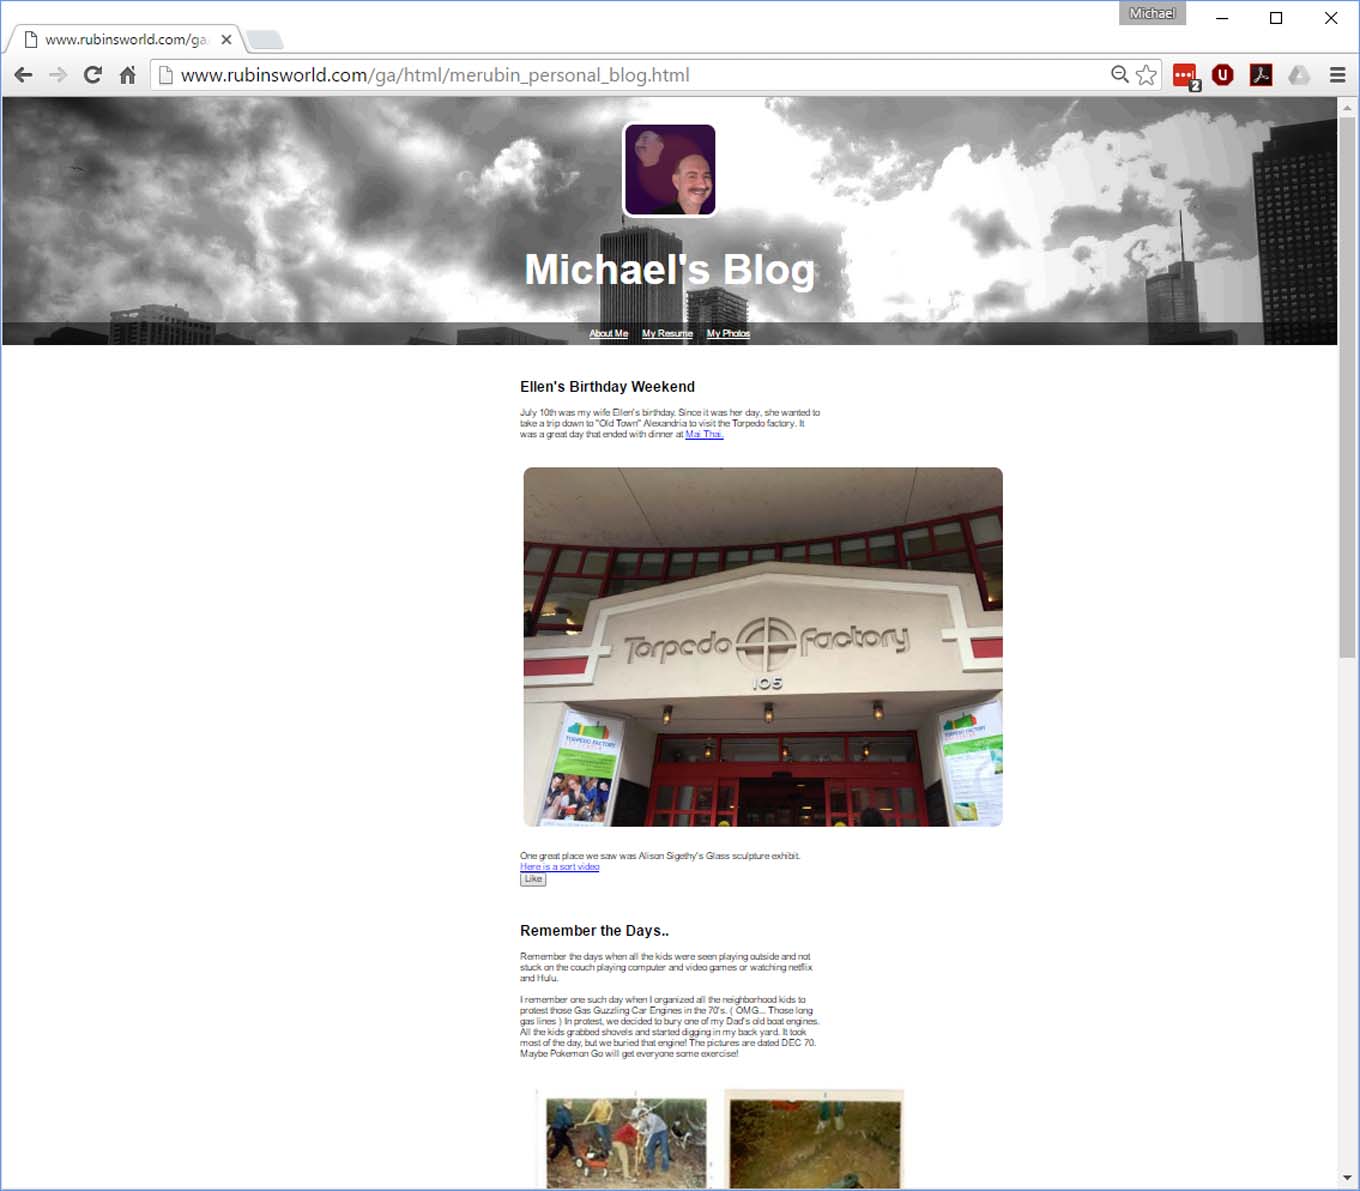 Michael
www.rubinsworld.com/ga
www.rubinsworld.com/ga/html/merubin_personal_blog.html
2
Michael's Blog
About Me My Resume My Photos
Ellen's Birthday Weekend
July 10th was my wife Ellen's birthday. Since it was her day, she wanted to
take a trip down to "Old Town" Alexandria to visit the Torpedo factory. It
was a great day that ended with dinner at Mai Thai.
Torpedo Factory
105
TORPEDO FACTORY
TORPEDO FACTORY
One great place we saw was Alison Sigethy's Glass sculpture exhibit.
Here is a sort video
Like
Remember the Days..
Remember the days when all the kids were seen playing outside and not
stuck on the couch playing computer and video games or watching netflix
and Hulu.
I remember one such day when I organized all the neighborhood kids to
protest those Gas Guzzling Car Engines in the 70's. ( OMG... Those long
gas lines ) In protest, we decided to bury one of my Dad's old boat engines.
All the kids grabbed shovels and started digging in my back yard. It took
most of the day, but we buried that engine! The pictures are dated DEC 70.
Maybe Pokemon Go will get everyone some exercise!